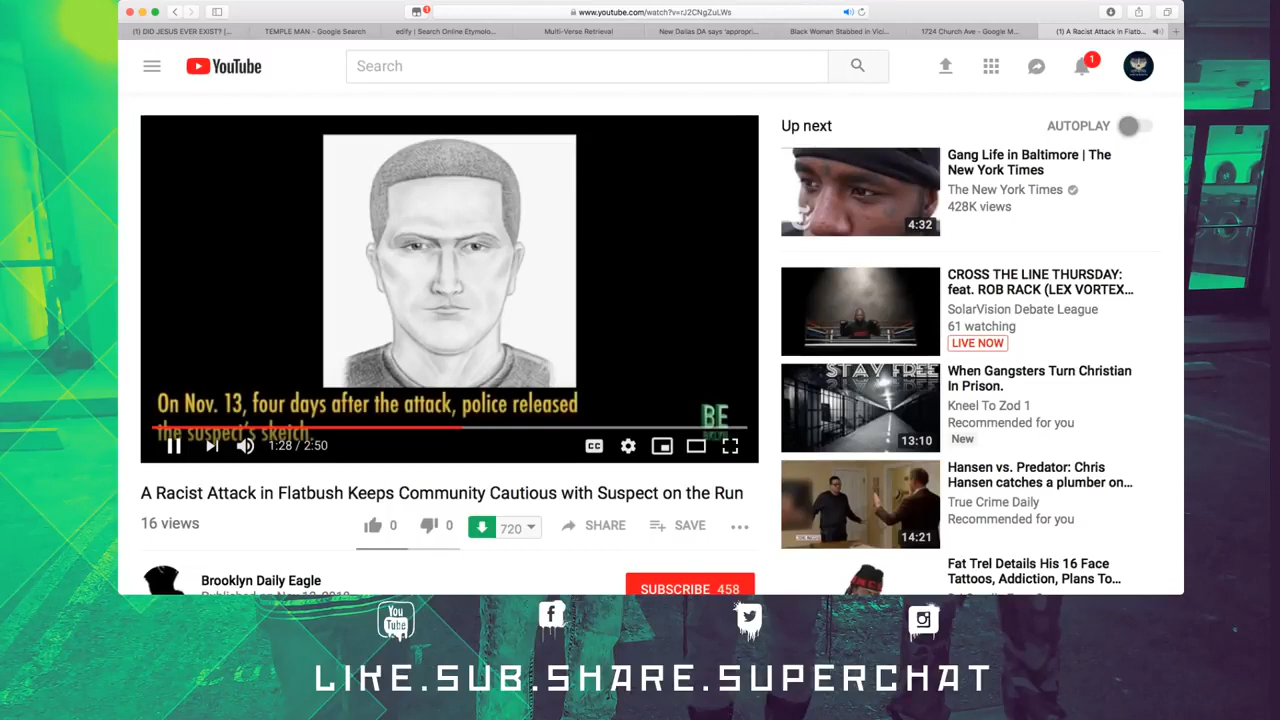 1
www.youtube.com/watch?v=rJ2CNgZuLWs
(1) DID JESUS EVER EXIST? (...
TEMPLE MAN - Google Search
edify | Search Online Etymolo...
Multi-Verse Retrieval
New Dallas DA says 'appropri...
Black Woman Stabbed in Vici...
1724 Church Ave - Google M...
(1) A Racist Attack in Flatb...
YouTube
Search
1
Up next
AUTOPLAY
Gang Life in Baltimore | The
New York Times
The New York Times
428K views
4:32
CROSS THE LINE THURSDAY:
feat. ROB RACK (LEX VORTEX...
SolarVision Debate League
61 watching
LIVE NOW
STAY FREE
When Gangsters Turn Christian
In Prison.
Kneel To Zod 1
Recommended for you
New
13:10
Hansen vs. Predator: Chris
Hansen catches a plumber on...
True Crime Daily
Recommended for you
14:21
Fat Trel Details His 16 Face
Tattoos, Addiction, Plans To...
On Nov. 13, four days after the attack, police released
the suspect's sketch.
BE
1:28 / 2:50
CC
A Racist Attack in Flatbush Keeps Community Cautious with Suspect on the Run
16 views
0
0
720
SHARE
SAVE
Brooklyn Daily Eagle
SUBSCRIBE 458
You
Tube
LIKE.SUB.SHARE.SUPERCHAT